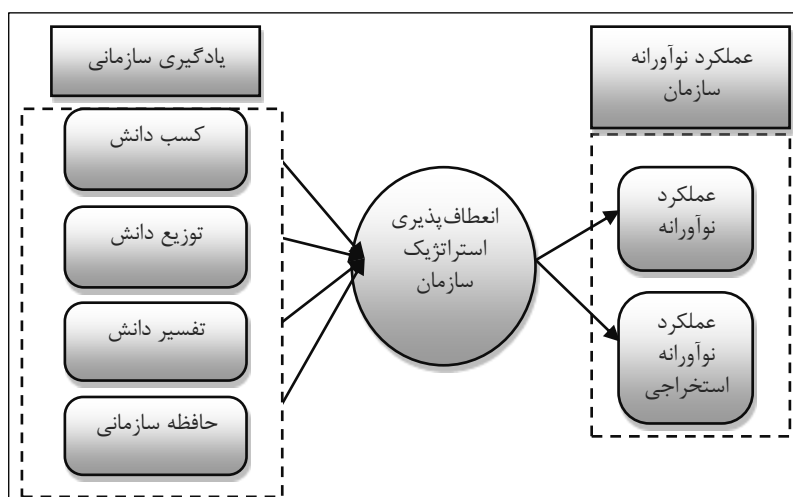 یادگیری سازمانی
کسب دانش
توزیع دانش
تفسیر دانش
حافظه سازمانی
انعطاف‌پذیری
استراتژیک
سازمان
عملکرد نوآورانه
سازمان
عملکرد
نوآورانه
عملکرد
نوآورانه
استخراجی